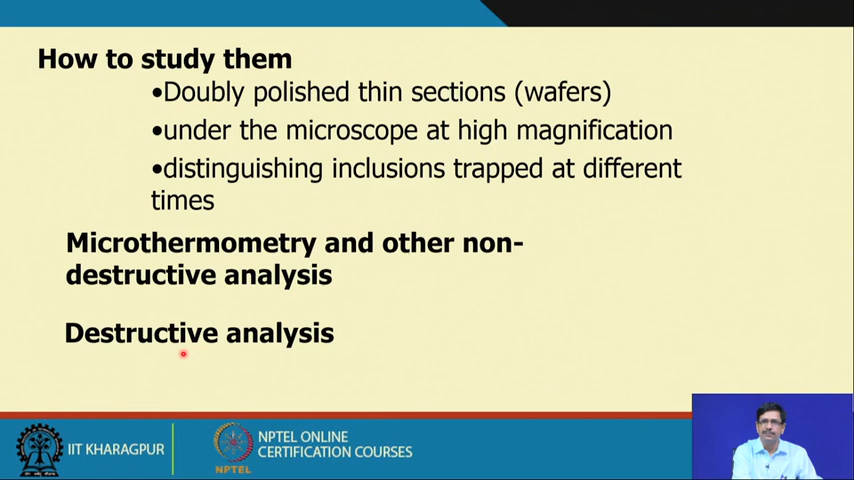 How to study them
•Doubly polished thin sections (wafers)
•under the microscope at high magnification
•distinguishing inclusions trapped at different
times
Microthermometry and other non-
destructive analysis
Destructive analysis
IIT KHARAGPUR
NPTEL
NPTEL ONLINE
CERTIFICATION COURSES